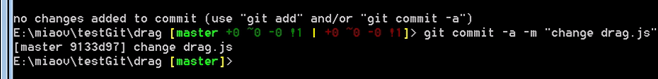 no changes added to commit (use "git add" and/or "git commit -a")
E:\miaov\testGit\drag [master +0 ~0 -0 !1 | +0 ~0 -0 !1]> git commit -a -m "change drag.js"
[master 9133d97] change drag.js
E:\miaov\testGit\drag [master]>